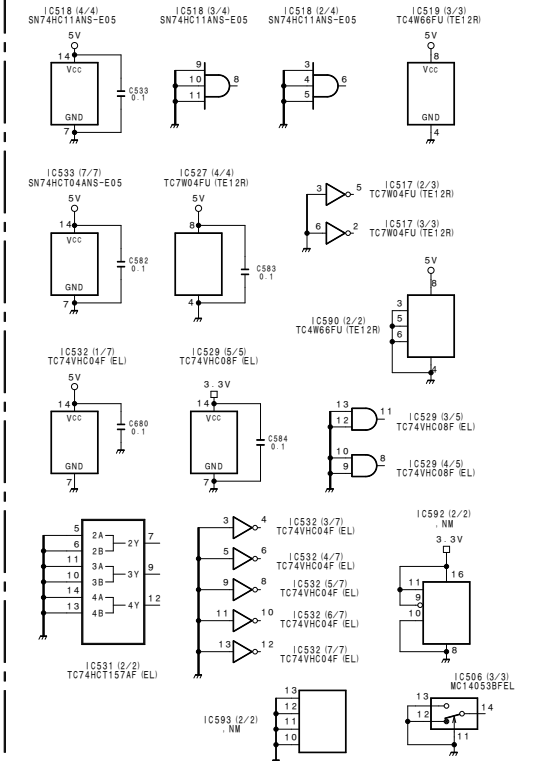 IC518 (4/4)
SN74HC11ANS-E05
5V
14
Vcc
C533
0.1
GND
7
IC518 (3/4)
SN74HC11ANS-E05
9
10
11
8
IC518 (2/4)
SN74HC11ANS-E05
3
4
5
6
IC519 (3/3)
TC4W66FU (TE12R)
5V
8
Vcc
GND
4
IC533 (7/7)
SN74HCT04ANS-E05
5V
14
Vcc
C582
0.1
GND
7
IC527 (4/4)
TC7W04FU (TE12R)
5V
8
C583
0.1
4
3
5
IC517 (2/3)
TC7W04FU (TE12R)
6
2
IC517 (3/3)
TC7W04FU (TE12R)
5V
8
IC590 (2/2)
TC4W66FU (TE12R)
3
5
6
4
IC532 (1/7)
TC74VHC04F (EL)
5V
14
Vcc
C680
0.1
GND
7
IC529 (5/5)
TC74VHC08F (EL)
3.3V
14
Vcc
C584
0.1
GND
7
13
12
11
IC529 (3/5)
TC74VHC08F (EL)
10
9
8
IC529 (4/5)
TC74VHC08F (EL)
5
2A
6
2B
2Y
7
11
3A
10
3B
3Y
9
14
4A
13
4B
4Y
12
IC531 (2/2)
TC74HCT157AF (EL)
3
4
IC532 (3/7)
TC74VHC04F (EL)
5
6
IC532 (4/7)
TC74VHC04F (EL)
9
8
IC532 (5/7)
TC74VHC04F (EL)
11
10
IC532 (6/7)
TC74VHC04F (EL)
13
12
IC532 (7/7)
TC74VHC04F (EL)
IC592 (2/2)
.NM
3.3V
16
11
9
10
8
IC593 (2/2)
.NM
13
12
11
10
IC506 (3/3)
MC14053BFEL
13
12
14
11